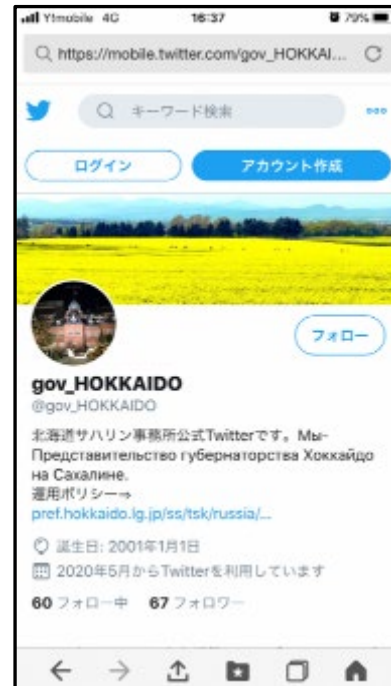 Y!mobile 4G 16:37 79%
https://mobile.twitter.com/gov_HOKKAI...
キーワード検索
ログイン アカウント作成
フォロー
gov_HOKKAIDO
@gov_HOKKAIDO
北海道サハリン事務所公式Twitterです。Мы-
Представительство губернаторства Хоккайдо
на Сахалине.
運用ポリシー→
pref.hokkaido.lg.jp/ss/tsk/russia/...
誕生日: 2001年1月1日
2020年5月からTwitterを利用しています
60 フォロー中 67 フォロワー